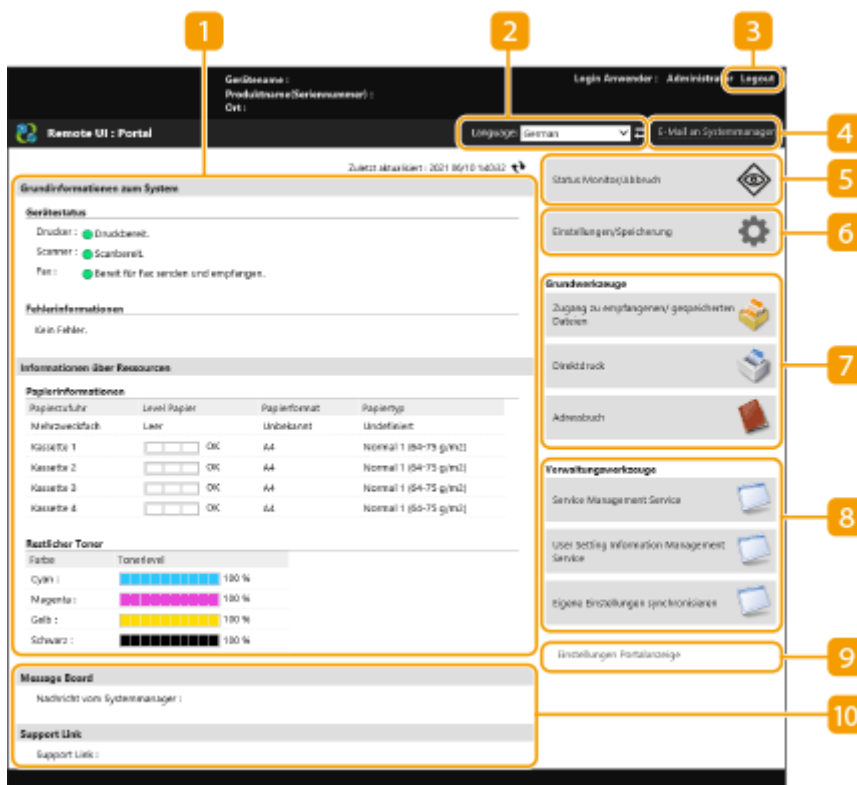 1
2
3
Gerätename :
Produktname(Seriennummer) :
Ort :
Login Anwender : Administrator Logout
Remote UI : Portal
Language: German
E-Mail an Systemmanager
4
Zuletzt aktualisiert : 2021 06/10 14:03:2
Grundinformationen zum System
Gerätestatus
Drucker : Druckbereit.
Scanner : Scanbereit.
Fax : Bereit für Fax senden und empfangen.
Fehlerinformationen
Kein Fehler.
Informationen über Ressourcen
Papierinformationen
Papierzufuhr Level Papier Papierformat Papiertyp
Mehrzweckfach Leer Unbekannt Undefiniert
Kassette 1 OK A4 Normal 1 (64-75 g/m2)
Kassette 2 OK A4 Normal 1 (64-75 g/m2)
Kassette 3 OK A4 Normal 1 (64-75 g/m2)
Kassette 4 OK A4 Normal 1 (64-75 g/m2)
Restlicher Toner
Farbe Tonerlevel
Cyan : 100 %
Magenta : 100 %
Gelb : 100 %
Schwarz : 100 %
Message Board
Nachricht vom Systemmanager :
Support Link
Support Link :
Status Monitor/Abbruch
5
Einstellungen/Speicherung
6
Grundwerkzeuge
Zugang zu empfangenen/ gespeicherten
Dateien
Direktdruck
7
Adressbuch
Verwaltungswerkzeuge
Service Management Service
8
User Setting Information Management
Service
Eigene Einstellungen synchronisieren
Einstellungen Portalanzeige
9
10